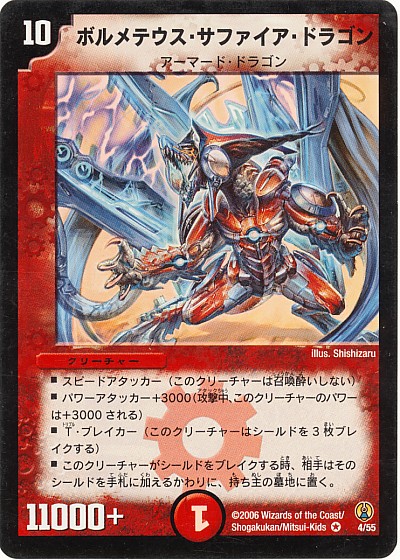 10
ボルメテウス・サファイア・ドラゴン
アーマード・ドラゴン
illus. Shishizaru
クリーチャー
■ スピードアタッカー（このクリーチャーは召喚酔いしない）
■ パワーアタッカー+3000（攻撃中、このクリーチャーのパワー
は+3000される）
■ T・ブレイカー（このクリーチャーはシールドを3枚ブレ
イクする）
■ このクリーチャーがシールドをブレイクする時、相手はその
シールドを手札に加えるかわりに、持ち主の墓地に置く。
11000+
1
©2006 Wizards of the Coast/
Shogakukan/Mitsui-Kids
4/55